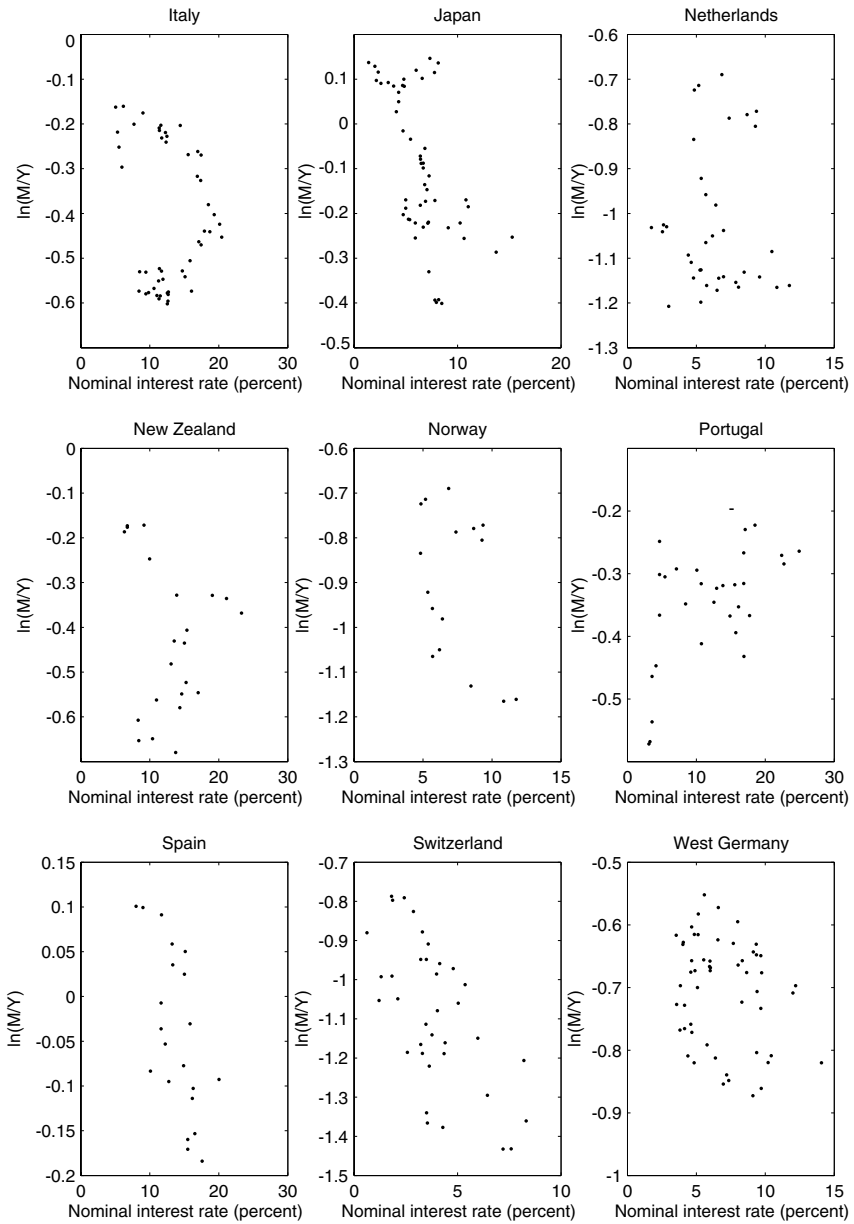 Italy
0
-0.1
-0.2
-0.3
-0.4
-0.5
-0.6
ln(M/Y)
0 10 20 30
Nominal interest rate (percent)
Japan
0.1
0
-0.1
-0.2
-0.3
-0.4
-0.5
ln(M/Y)
0 10 20
Nominal interest rate (percent)
Netherlands
-0.6
-0.7
-0.8
-0.9
-1
-1.1
-1.2
-1.3
ln(M/Y)
0 5 10 15
Nominal interest rate (percent)
New Zealand
0
-0.1
-0.2
-0.3
-0.4
-0.5
-0.6
ln(M/Y)
0 10 20 30
Nominal interest rate (percent)
Norway
-0.6
-0.7
-0.8
-0.9
-1
-1.1
-1.2
-1.3
ln(M/Y)
0 5 10 15
Nominal interest rate (percent)
Portugal
-0.2
-0.3
-0.4
-0.5
ln(M/Y)
0 10 20 30
Nominal interest rate (percent)
Spain
0.15
0.1
0.05
0
-0.05
-0.1
-0.15
-0.2
ln(M/Y)
0 10 20 30
Nominal interest rate (percent)
Switzerland
-0.7
-0.8
-0.9
-1.0
-1.1
-1.2
-1.3
-1.4
-1.5
ln(M/Y)
0 5 10
Nominal interest rate (percent)
West Germany
-0.5
-0.6
-0.7
-0.8
-0.9
-1
ln(M/Y)
0 5 10 15
Nominal interest rate (percent)